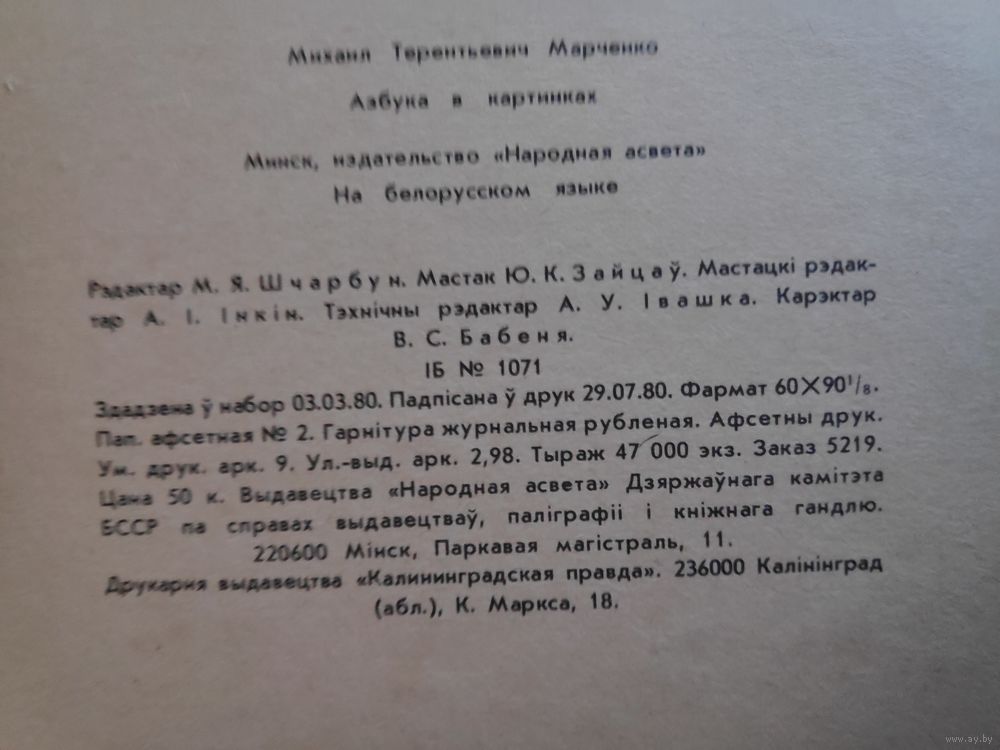 Михаил Терентьевич Марченко
Азбука в картинках
Минск, издательство «Народная асвета»
На белорусском языке
Рэдактар М. Я. Шчарбун. Мастак Ю. К. Зайцаў. Мастацкі рэдак-
тар А. І. Інкін. Тэхнічны рэдактар А. У. Івашка. Карэктар
В. С. Бабеня.
ІБ № 1071
Здадзена ў набор 03.03.80. Падпісана ў друк 29.07.80. Фармат 60×90¹/₈.
Пап. афсетная № 2. Гарнітура журнальная рубленая. Афсетны друк.
Ум. друк. арк. 9. Ул.-выд. арк. 2,98. Тыраж 47 000 экз. Заказ 5219.
Цана 50 к. Выдавецтва «Народная асвета» Дзяржаўнага камітэта
БССР па справах выдавецтваў, паліграфіі і кніжнага гандлю.
220600 Мінск, Паркавая магістраль, 11.
Друкарня выдавецтва «Калининградская правда». 236000 Калінінград
(абл.), К. Маркса, 18.
www.ay.by